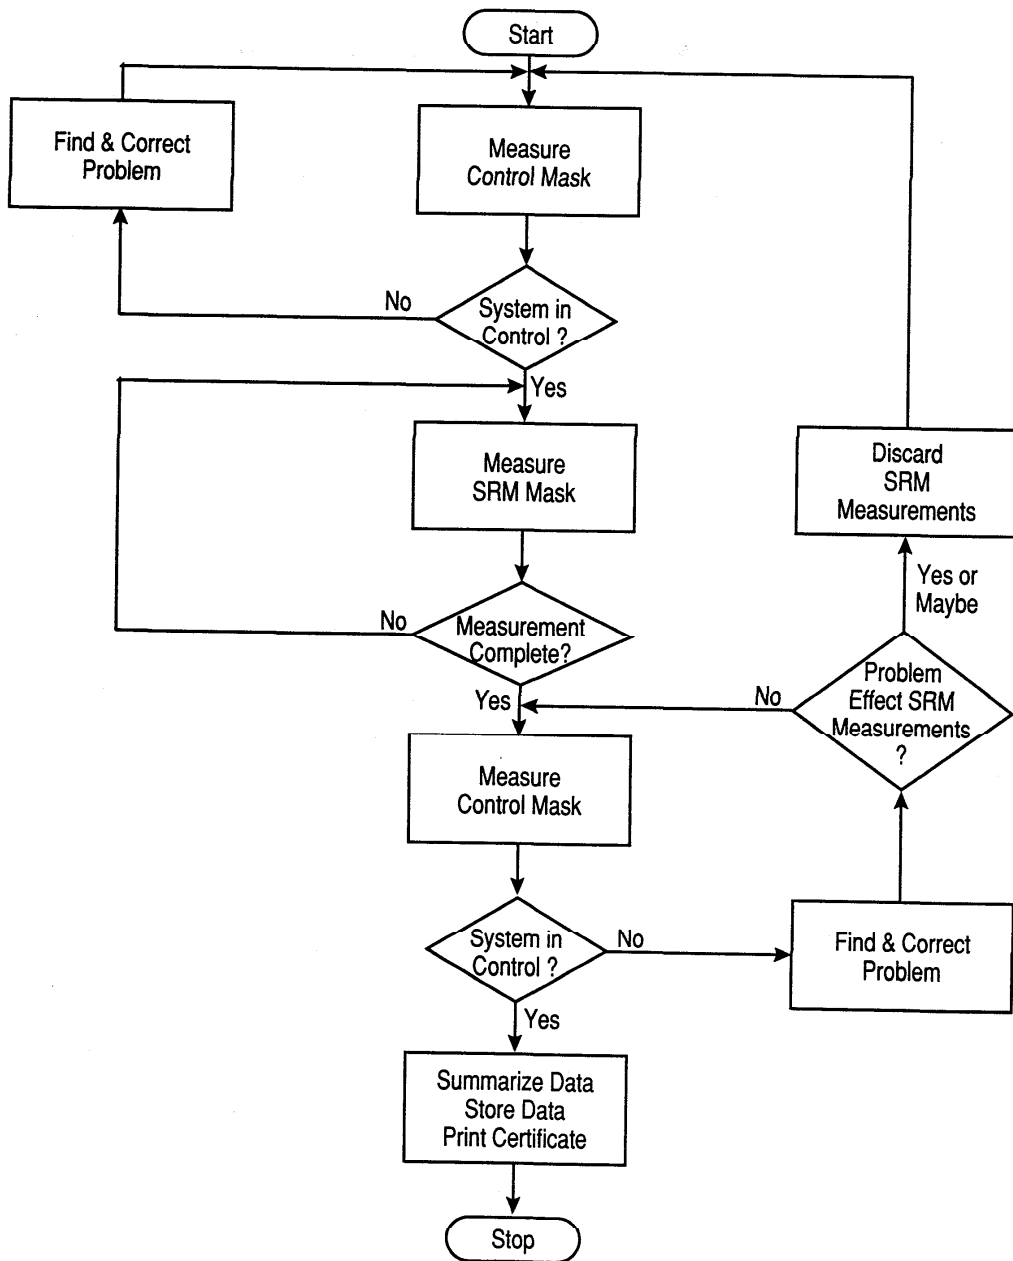 Start
Find & Correct
Problem
Measure
Control Mask
No
System in
Control ?
Yes
Measure
SRM Mask
Discard
SRM
Measurements
Yes or
Maybe
No
Measurement
Complete?
Yes
No
Problem
Effect SRM
Measurements
?
Measure
Control Mask
System in
Control ?
No
Find & Correct
Problem
Yes
Summarize Data
Store Data
Print Certificate
Stop